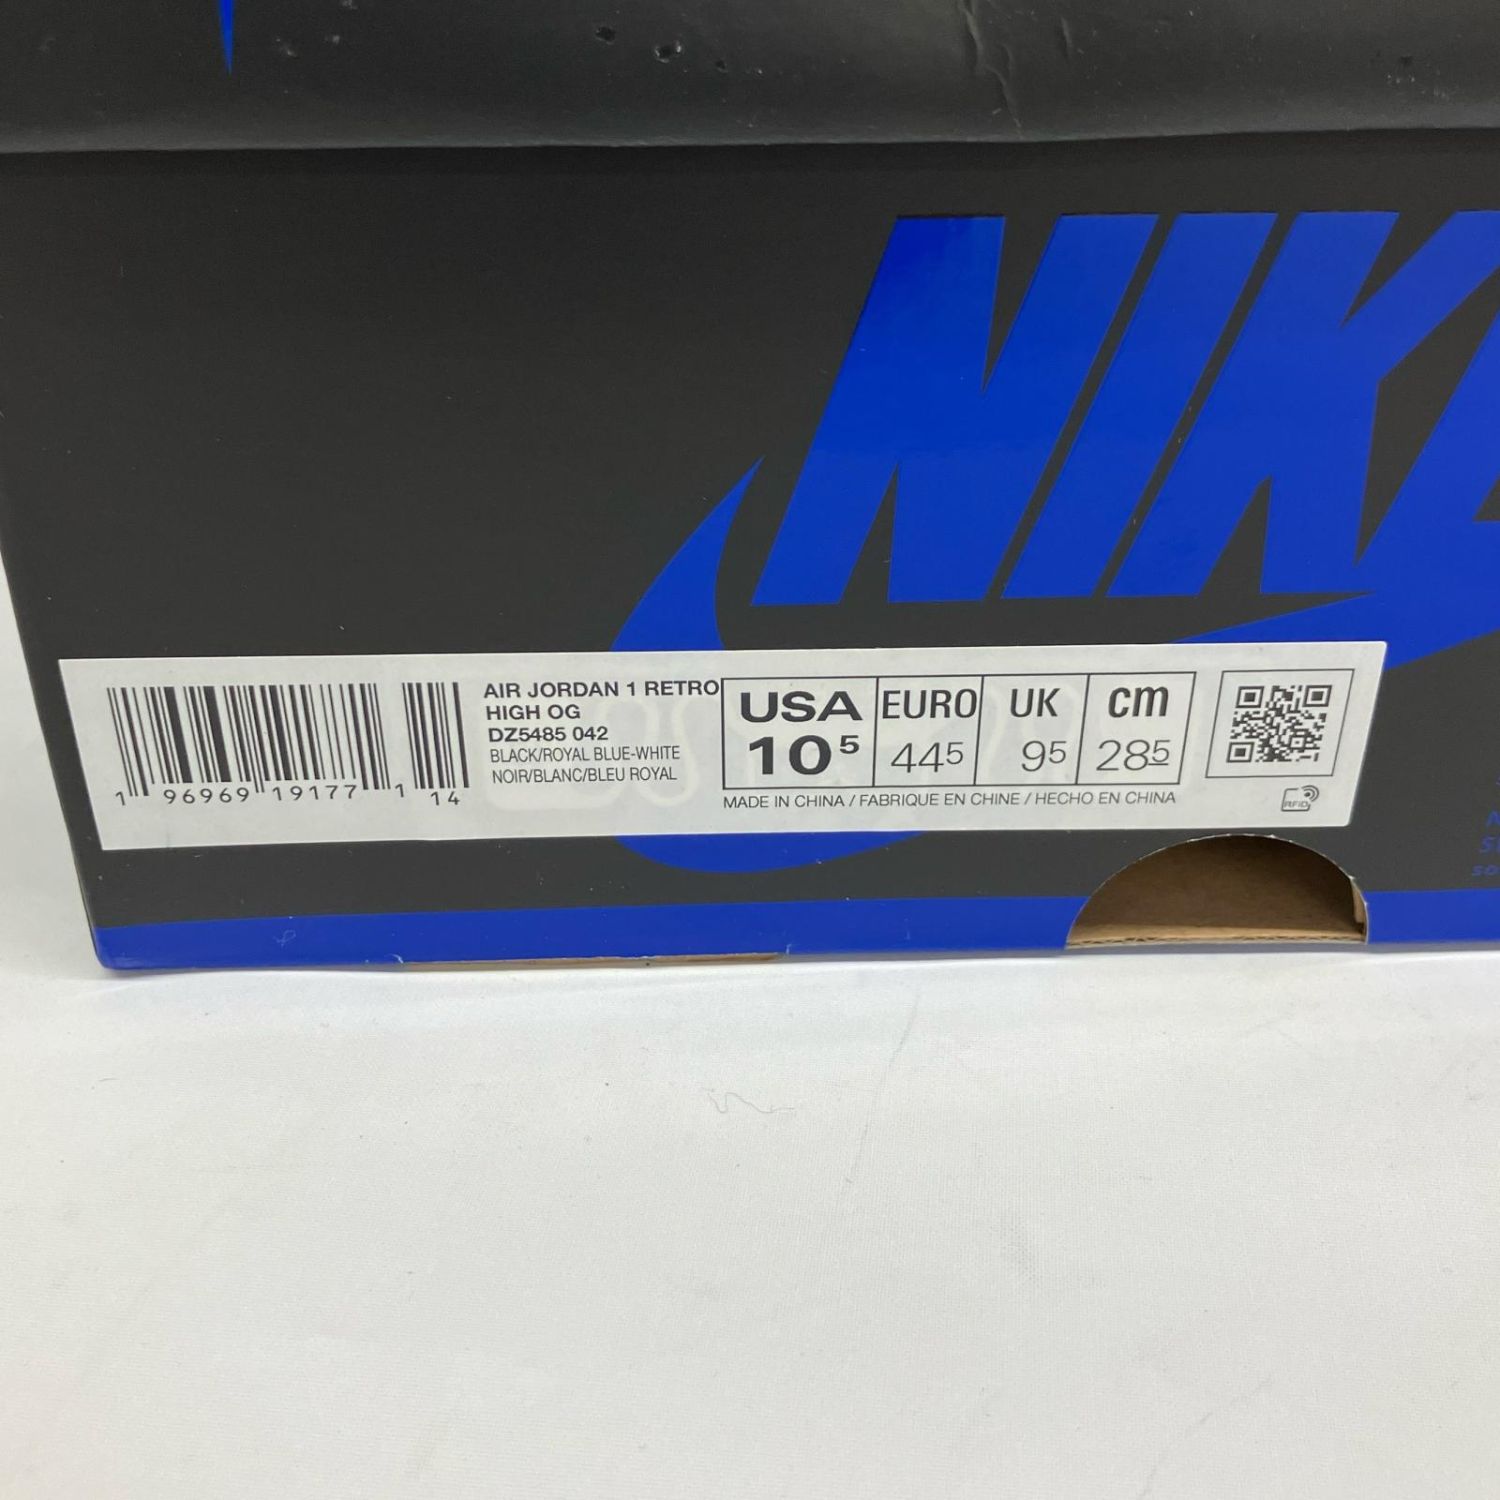 NIKE
AIR JORDAN 1 RETRO
HIGH OG
DZ5485 042
BLACK/ROYAL BLUE-WHITE
NOIR/BLANC/BLEU ROYAL
1 96969 19177 1 14
USA EURO UK cm
10⁵ 44⁵ 9⁵ 28⁵
MADE IN CHINA / FABRIQUE EN CHINE / HECHO EN CHINA
RFID